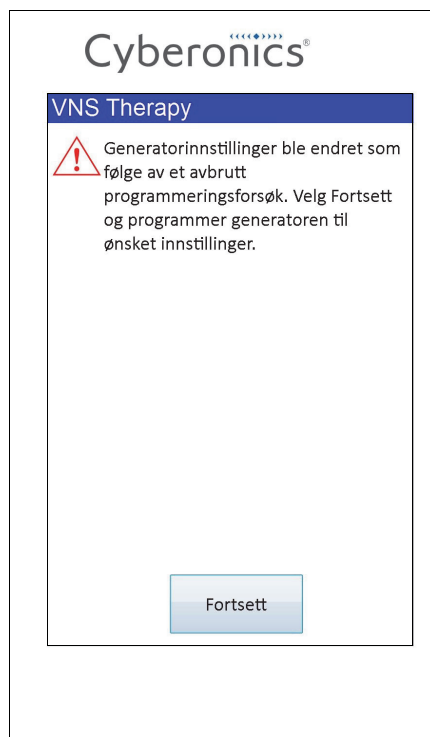 Cyberonics®
VNS Therapy
Generatorinnstillinger ble endret som
følge av et avbrutt
programmeringsforsøk. Velg Fortsett
og programmer generatoren til
ønsket innstillinger.
Fortsett